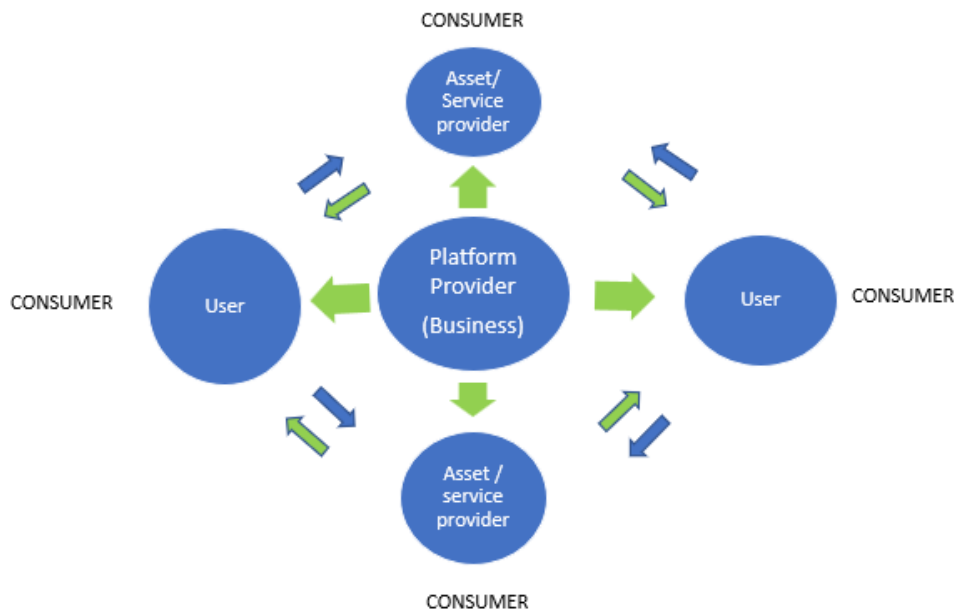 CONSUMER
Asset/
Service
provider
Platform
Provider
(Business)
CONSUMER
User
User
CONSUMER
Asset /
service
provider
CONSUMER